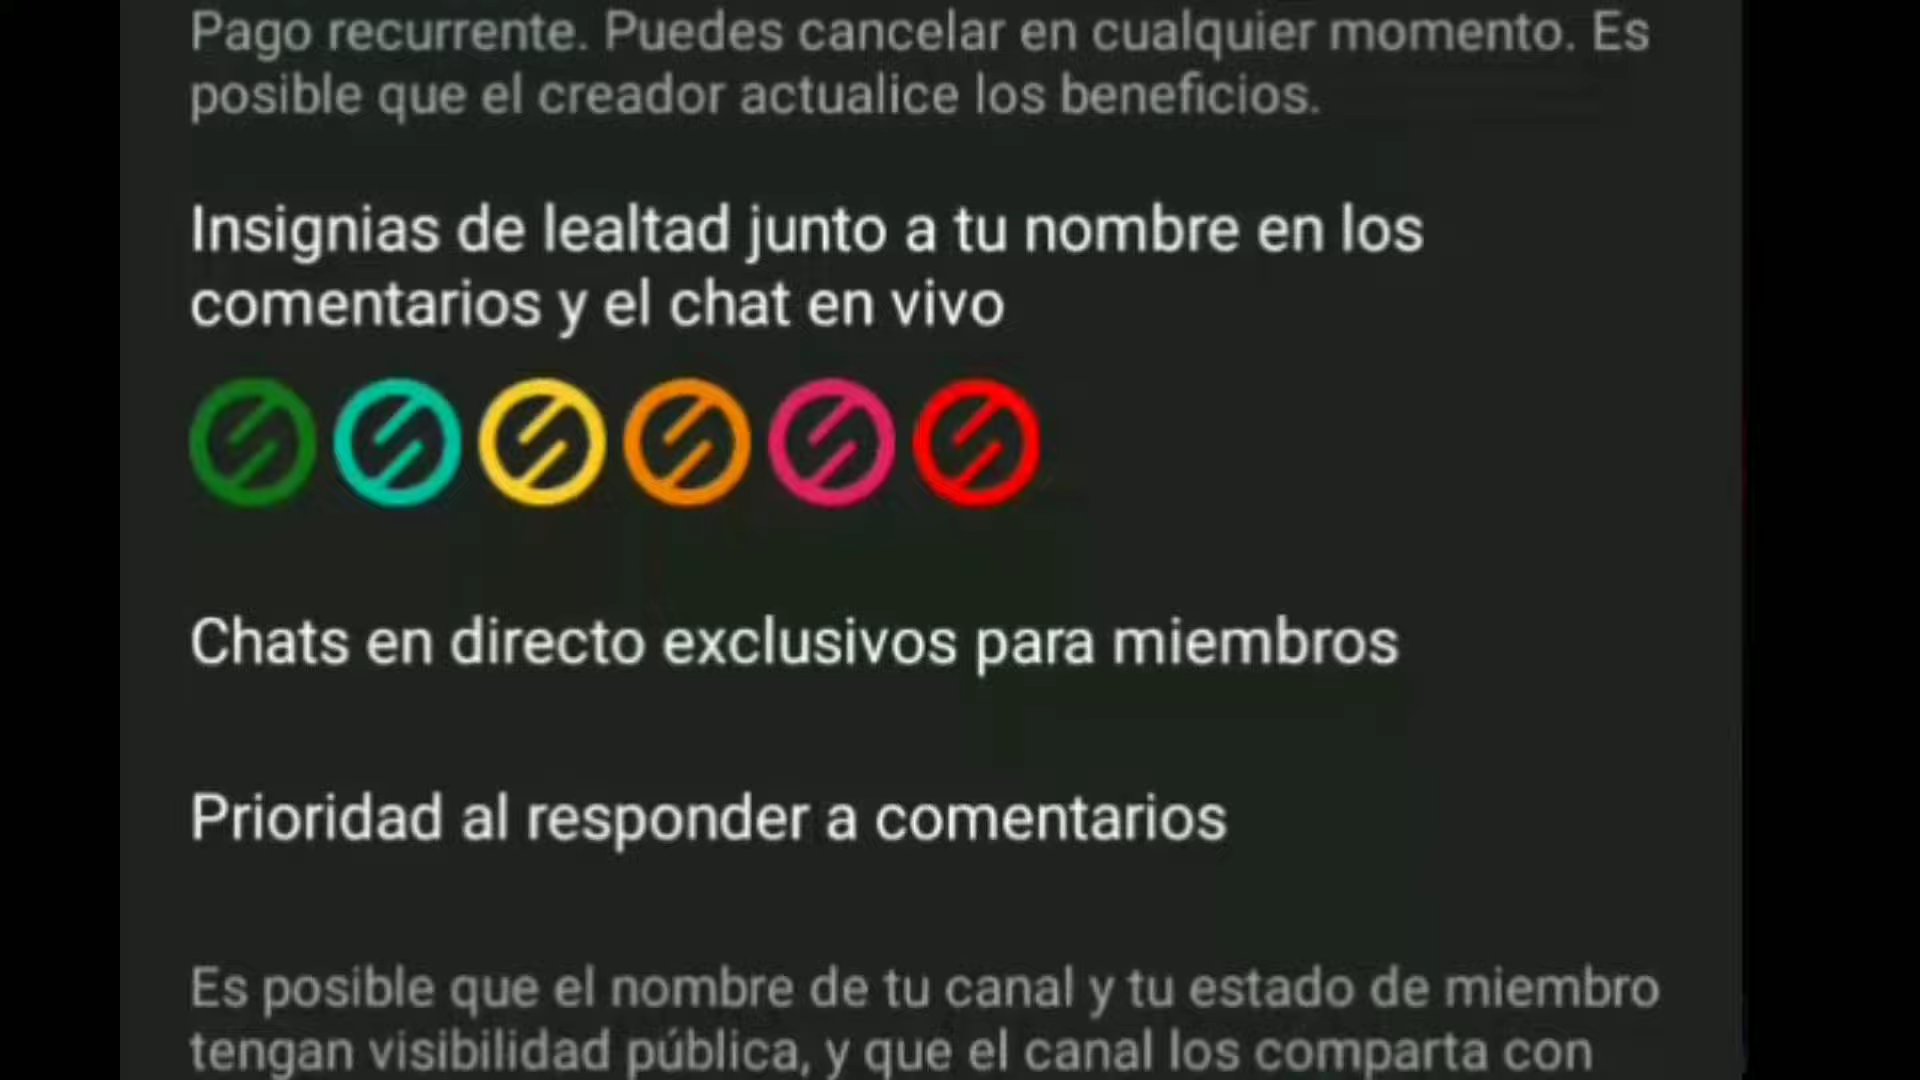 Pago recurrente. Puedes cancelar en cualquier momento. Es
posible que el creador actualice los beneficios.
Insignias de lealtad junto a tu nombre en los
comentarios y el chat en vivo
Chats en directo exclusivos para miembros
Prioridad al responder a comentarios
Es posible que el nombre de tu canal y tu estado de miembro
tengan visibilidad pública, y que el canal los comparta con